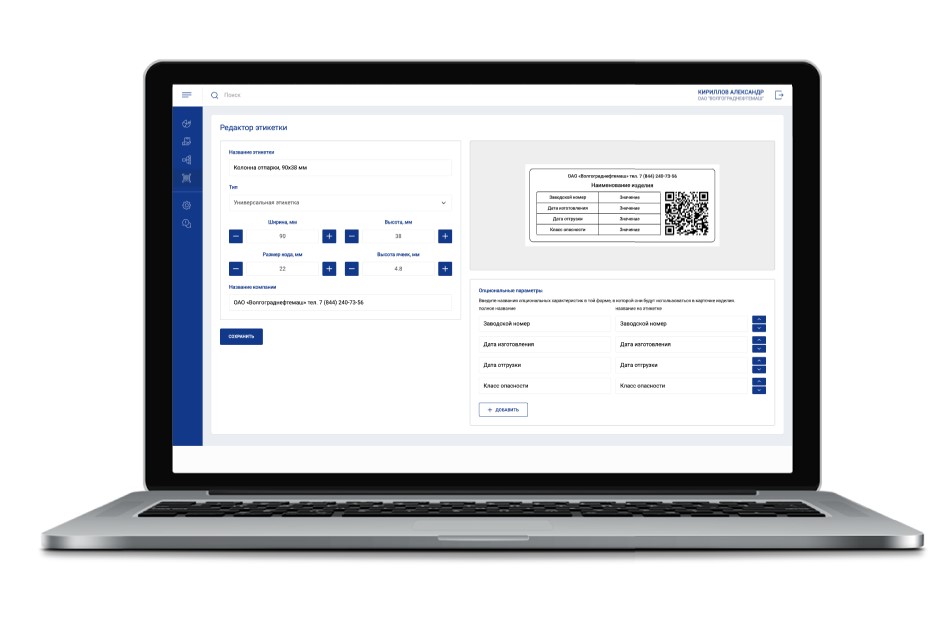 Поиск
КИРИЛЛОВ АЛЕКСАНДР
ОАО "ВОЛГОГРАДНЕФТЕМАШ"
Редактор этикетки
Название этикетки
Колонна отпарки, 90x38 мм
Тип
Универсальная этикетка
Ширина, мм
Высота, мм
90
38
Размер кода, мм
Высота ячеек, мм
22
4.8
Название компании
ОАО «Волгограднефтемаш» тел. 7 (844) 240-73-56
СОХРАНИТЬ
ОАО «Волгограднефтемаш» тел. 7 (844) 240-73-56
Наименование изделия
Заводской номер Значение
Дата изготовления Значение
Дата отгрузки Значение
Класс опасности Значение
Опциональные параметры
Введите названия опциональных характеристик в той форме, в которой они будут использоваться в карточке изделия.
полное название
название на этикетке
Заводской номер
Заводской номер
Дата изготовления
Дата изготовления
Дата отгрузки
Дата отгрузки
Класс опасности
Класс опасности
+ ДОБАВИТЬ